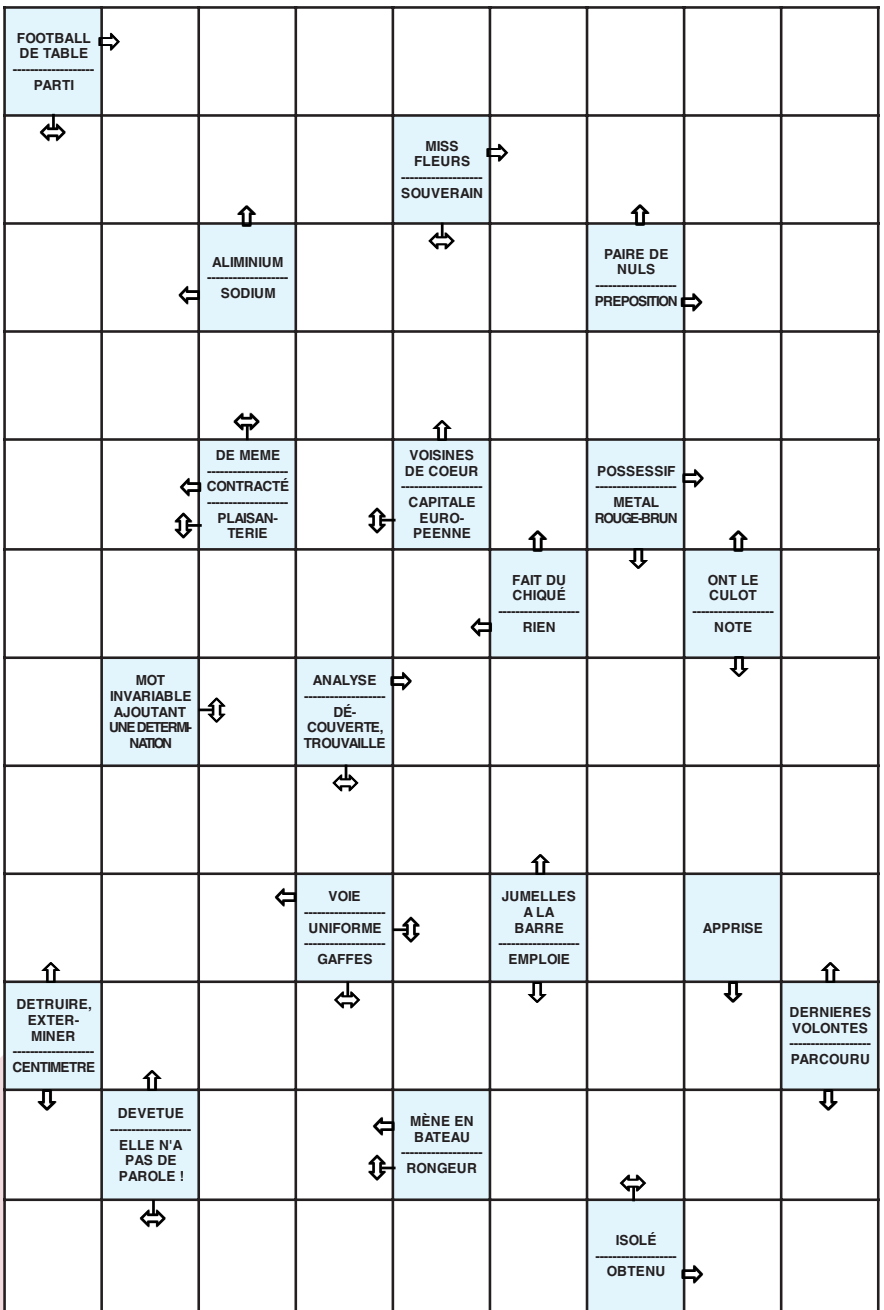 FOOTBALL
DE TABLE
PARTI
MISS
FLEURS
SOUVERAIN
ALIMINIUM
SODIUM
PAIRE DE
NULS
PREPOSITION
DE MEME
CONTRACTÉ
PLAISAN-
TERIE
VOISINES
DE COEUR
CAPITALE
EURO-
PEENNE
POSSESSIF
METAL
ROUGE-BRUN
FAIT DU
CHIQUÉ
RIEN
ONT LE
CULOT
NOTE
MOT
INVARIABLE
AJOUTANT
UNE DETERMI-
NATION
ANALYSE
DÉ-
COUVERTE,
TROUVAILLE
VOIE
UNIFORME
GAFFES
JUMELLES
A LA
BARRE
EMPLOIE
APPRISE
DETRUIRE,
EXTER-
MINER
CENTIMETRE
DERNIERES
VOLONTES
PARCOURU
DEVETUE
ELLE N'A
PAS DE
PAROLE !
MÈNE EN
BATEAU
RONGEUR
ISOLÉ
OBTENU